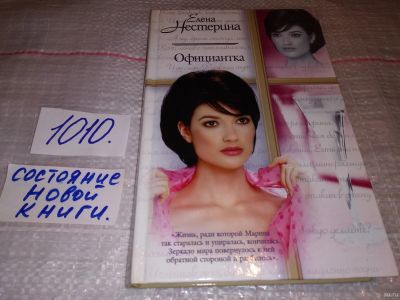 Елена
Нестерина
Официантка
1010.
состояние
новой
книги.
«Жизнь, ради которой Марина
так старалась и упиралась, кончилась.
Зеркало мира повернулось к ней
обратной стороной и разбилось».